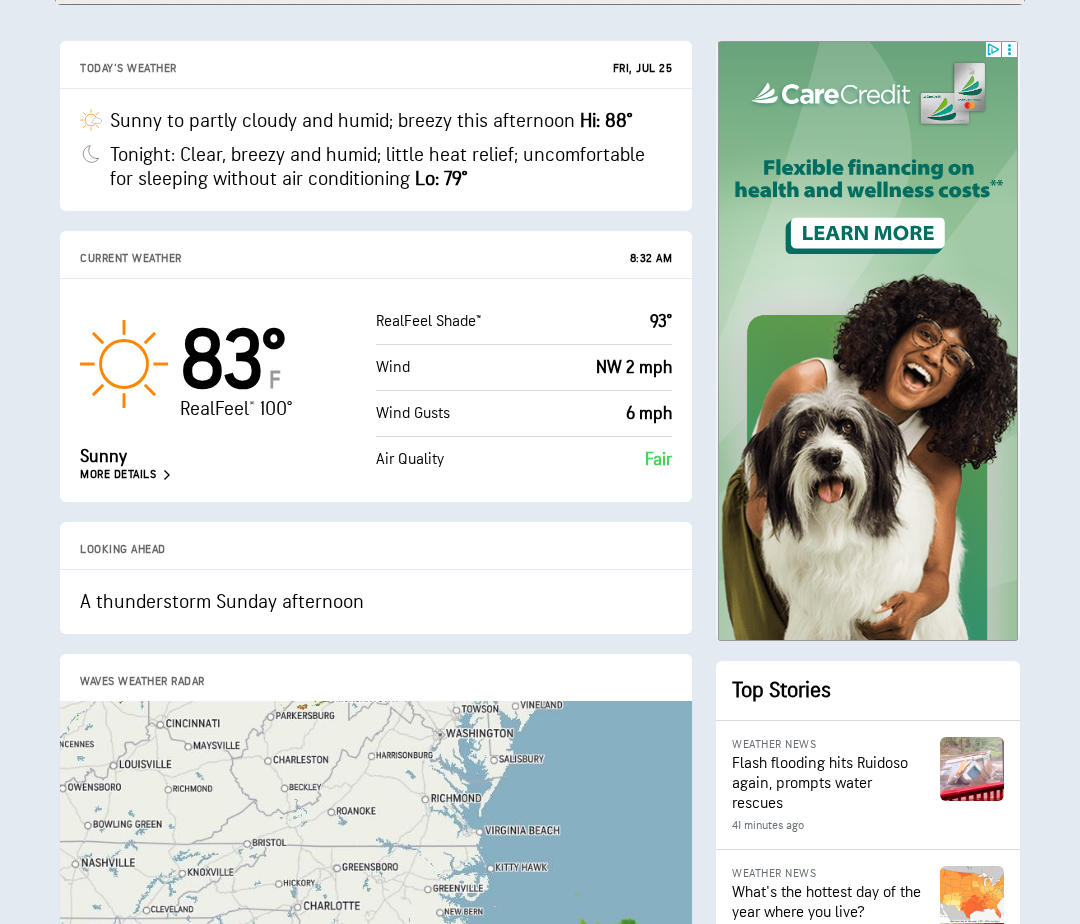 TODAY'S WEATHER
FRI, JUL 25
Sunny to partly cloudy and humid; breezy this afternoon Hi: 88°
Tonight: Clear, breezy and humid; little heat relief; uncomfortable
for sleeping without air conditioning Lo: 79°
CURRENT WEATHER
8:32 AM
83°F
RealFeel® 100°
Sunny
MORE DETAILS
RealFeel Shade™
93°
Wind
NW 2 mph
Wind Gusts
6 mph
Air Quality
Fair
LOOKING AHEAD
A thunderstorm Sunday afternoon
WAVES WEATHER RADAR
PARKERSBURG
TOWSON
VINELAND
CINCINNATI
WASHINGTON
NCENNES
MAYSVILLE
HARRISONBURG
SALISBURY
LOUISVILLE
CHARLESTON
OWENSBORO
RICHMOND
BECKLEY
RICHMOND
ROANOKE
BOWLING GREEN
VIRGINIA BEACH
BRISTOL
NASHVILLE
KNOXVILLE
GREENSBORO
KITTY HAWK
HICKORY
GREENVILLE
CLEVELAND
CHARLOTTE
NEW BERN
CareCredit
Flexible financing on
health and wellness costs**
LEARN MORE
Top Stories
WEATHER NEWS
Flash flooding hits Ruidoso
again, prompts water
rescues
41 minutes ago
WEATHER NEWS
What's the hottest day of the
year where you live?